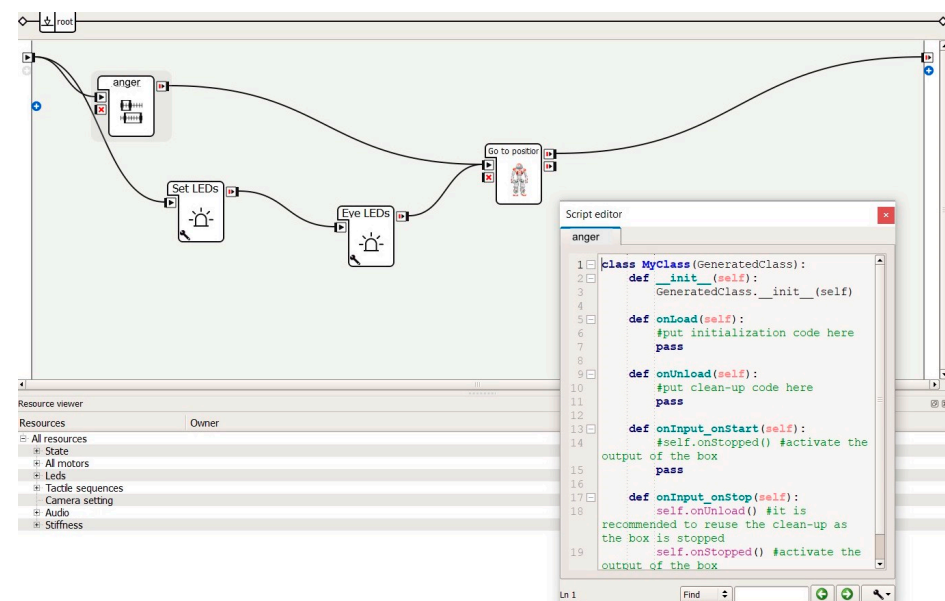 root
anger
Go to position
Set LEDs
Eye LEDs
Script editor
anger
1 class MyClass(GeneratedClass):
2 def __init__(self):
3 GeneratedClass.__init__(self)
4
5 def onLoad(self):
6 #put initialization code here
7 pass
8
9 def onUnload(self):
10 #put clean-up code here
11 pass
12
13 def onInput_onStart(self):
14 #self.onStopped() #activate the
output of the box
15 pass
16
17 def onInput_onStop(self):
18 self.onUnload() #it is
recommended to reuse the clean-up as
the box is stopped
19 self.onStopped() #activate the
output of the box
Ln 1
Find
Resource viewer
Resources Owner
All resources
State
All motors
Leds
Tactile sequences
Camera setting
Audio
Stiffness